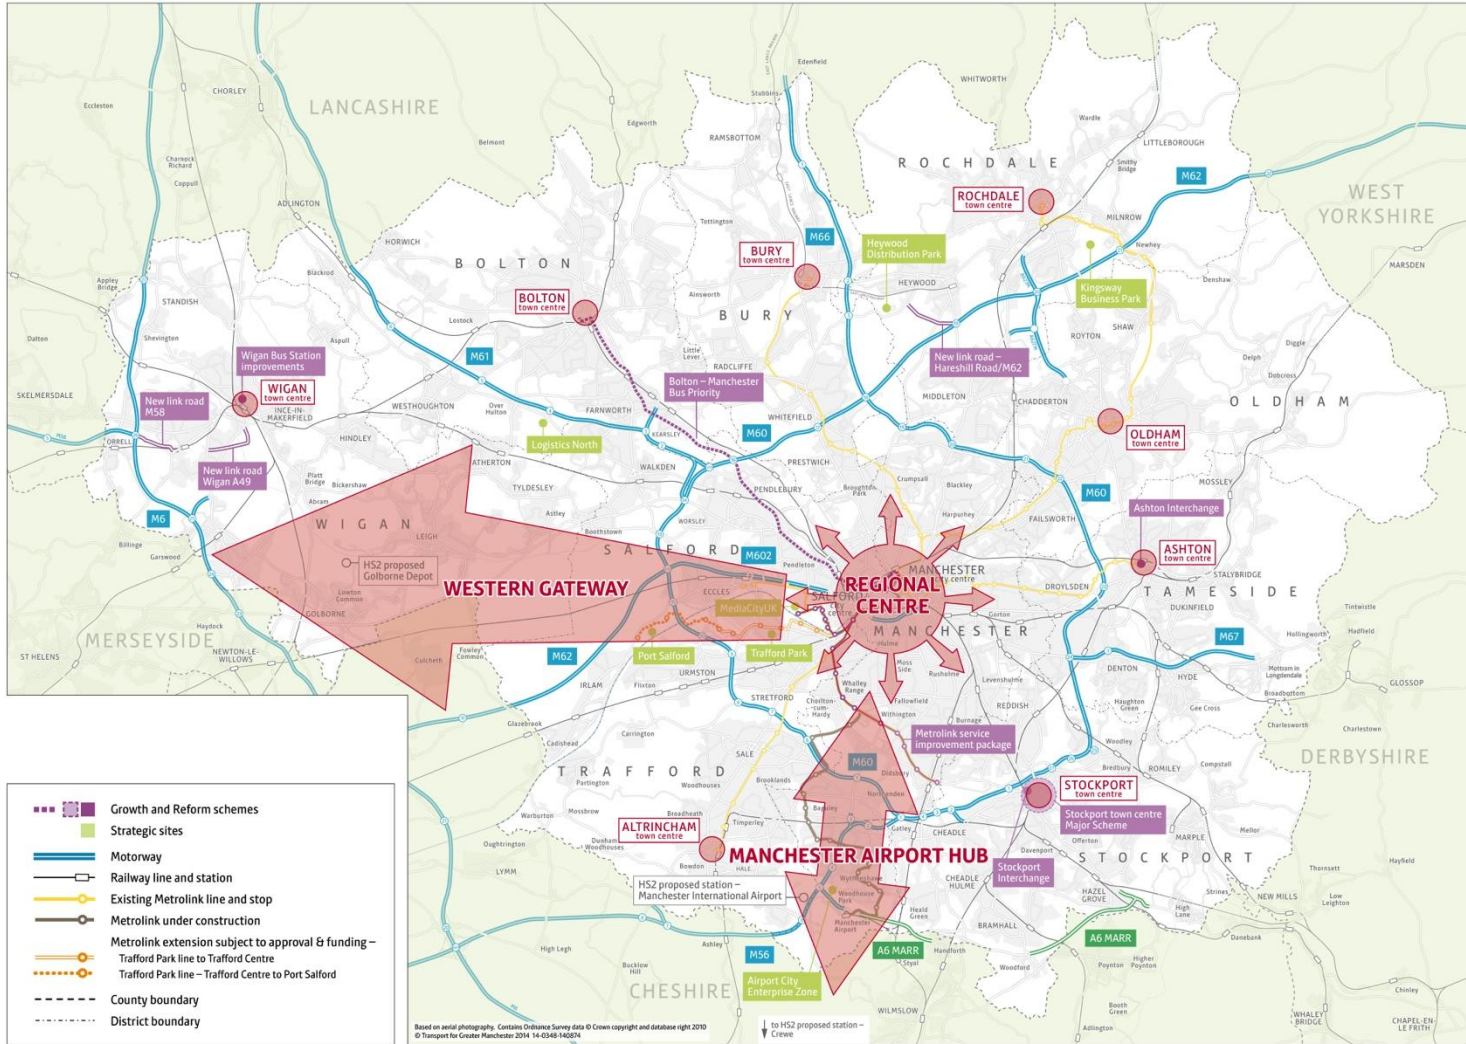 Eccleston
CHORLEY
LANCASHIRE
Belmont
Edgworth
Charnock
Richard
Coppull
ADLINGTON
Edenfield
Stubbins
RAMSBOTTOM
WHITWORTH
Wardle
LITTLEBOROUGH
Smithy
Bridge
ROCHDALE
ROCHDALE
town centre
M62
WEST
YORKSHIRE
MARSDEN
MILNROW
Newhey
Denshaw
HORWICH
Blackrod
BOLTON
BOLTON
town centre
Tottington
Ainsworth
BURY
town centre
BURY
M66
Heywood
Distribution Park
HEYWOOD
Kingsway
Business Park
ROYTON
SHAW
Appley
Bridge
STANDISH
Shevington
Dalton
SKELMERSDALE
Lostock
Aspull
Wigan Bus Station
improvements
WIGAN
town centre
INCE-IN-
MAKERFIELD
New link road
M58
ORRELL
New link road
Wigan A49
HINDLEY
WESTHOUGHTON
M61
Over
Hulton
FARNWORTH
Logistics North
Little
Lever
RADCLIFFE
Bolton – Manchester
Bus Priority
KEARSLEY
WALKDEN
M60
WHITEFIELD
PRESTWICH
PENDLEBURY
New link road –
Hareshill Road/M62
MIDDLETON
CHADDERTON
Delph
Diggle
Dobcross
OLDHAM
OLDHAM
town centre
M60
MOSSLEY
Platt
Bridge
Abram
Bickershaw
ATHERTON
TYLDESLEY
Astley
Boothstown
WORSLEY
Broughton
Park
Crumpsall
Blackley
Harpurhey
FAILSWORTH
Ashton Interchange
ASHTON
town centre
STALYBRIDGE
TAMESIDE
DUKINFIELD
DROYLSDEN
M6
Billinge
Garswood
WIGAN
LEIGH
HS2 proposed
Golborne Depot
Lowton
Common
GOLBORNE
Haydock
MERSEYSIDE
ST HELENS
NEWTON-LE-
WILLOWS
Culcheth
Fowley
Common
WESTERN GATEWAY
SALFORD
M602
Pendleton
ECCLES
MediaCityUK
SALFORD
city centre
REGIONAL
CENTRE
MANCHESTER
city centre
MANCHESTER
Hulme
Gorton
Tintwistle
Hadfield
Hollingworth
M67
Mottram in
Longdendale
Broadbottom
GLOSSOP
Charlesworth
Charlestown
DENTON
HYDE
Haughton
Green
Gee Cross
Port Salford
Trafford Park
M62
IRLAM
Flixton
URMSTON
STRETFORD
Moss
Side
Rusholme
Levenshulme
Whalley
Range
Chorlton-
cum-
Hardy
Fallowfield
Withington
Burnage
REDDISH
Glazebrook
Cadishead
Carrington
SALE
Metrolink service
improvement package
Woodley
Bredbury
ROMILEY
Compstall
DERBYSHIRE
TRAFFORD
Partington
Woodhouses
Brooklands
M60
Didsbury
Northenden
Baguley
STOCKPORT
town centre
Stockport town centre
Major Scheme
Warburton
Mossbrow
Broadheath
Timperley
Gatley
CHEADLE
MARPLE
Mellor
Oughtrington
Dunham
Woodhouses
ALTRINCHAM
town centre
Bowdon
HALE
MANCHESTER AIRPORT HUB
Davenport
Offerton
STOCKPORT
Stockport
Interchange
Hayfield
Thornsett
LYMM
HS2 proposed station –
Manchester International Airport
Wythenshawe
Woodhouse
Park
Manchester
Airport
CHEADLE
HULME
Heald
Green
HAZEL
GROVE
High
Lane
Strines
NEW MILLS
Low
Leighton
BRAMHALL
A6 MARR
A6 MARR
High Legh
Ashley
M56
Styal
Handforth
Woodford
Poynton
Higher
Poynton
Danebank
Bucklow
Hill
CHESHIRE
Airport City
Enterprise Zone
WILMSLOW
Booth
Green
Adlington
Chinley
WHALEY
BRIDGE
CHAPEL-EN
LE FRITH
to HS2 proposed station –
Crewe
Growth and Reform schemes
Strategic sites
Motorway
Railway line and station
Existing Metrolink line and stop
Metrolink under construction
Metrolink extension subject to approval & funding –
Trafford Park line to Trafford Centre
Trafford Park line – Trafford Centre to Port Salford
County boundary
District boundary
Based on aerial photography. Contains Ordnance Survey data © Crown copyright and database right 2010
© Transport for Greater Manchester 2014 14-0348-140874